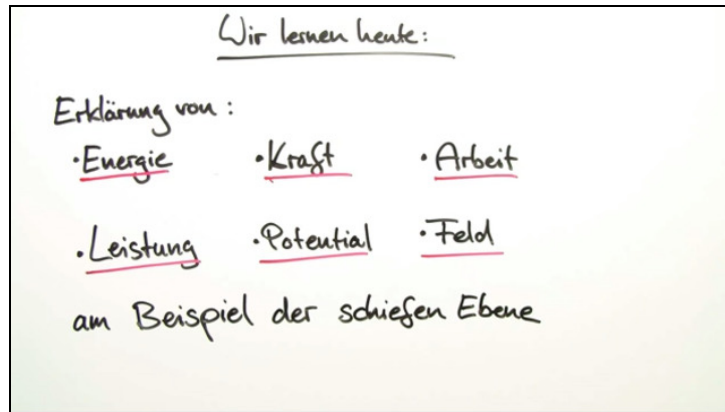 Wir lernen heute:
Erklärung von:
·Energie ·Kraft ·Arbeit
·Leistung ·Potential ·Feld
am Beispiel der schiefen Ebene